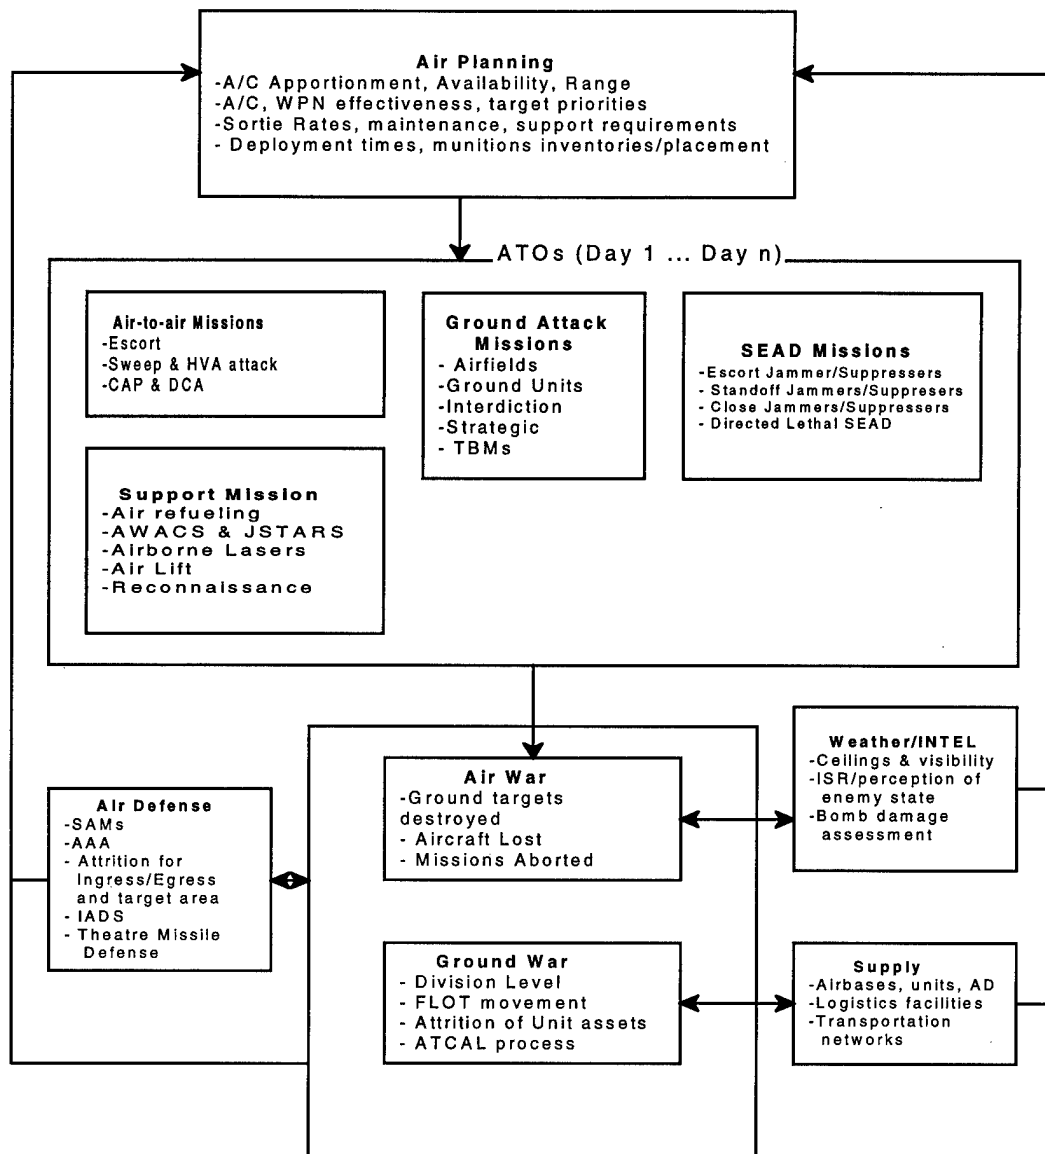 Air Planning
-A/C Apportionment, Availability, Range
-A/C, WPN effectiveness, target priorities
-Sortie Rates, maintenance, support requirements
- Deployment times, munitions inventories/placement
ATOs (Day 1 ... Day n)
Air-to-air Missions
-Escort
-Sweep & HVA attack
-CAP & DCA
Ground Attack
Missions
- Airfields
-Ground Units
-Interdiction
-Strategic
- TBMs
SEAD Missions
-Escort Jammer/Suppressers
- Standoff Jammers/Suppresers
- Close Jammers/Suppressers
- Directed Lethal SEAD
Support Mission
-Air refueling
-AWACS & JSTARS
-Airborne Lasers
-Air Lift
-Reconnaissance
Air War
-Ground targets
destroyed
- Aircraft Lost
- Missions Aborted
Weather/INTEL
-Ceilings & visibility
-ISR/perception of
enemy state
-Bomb damage
assessment
Air Defense
-SAMs
-AAA
- Attrition for
Ingress/Egress
and target area
- IADS
- Theatre Missile
Defense
Ground War
- Division Level
- FLOT movement
- Attrition of Unit assets
- ATCAL process
Supply
-Airbases, units, AD
-Logistics facilities
-Transportation
networks